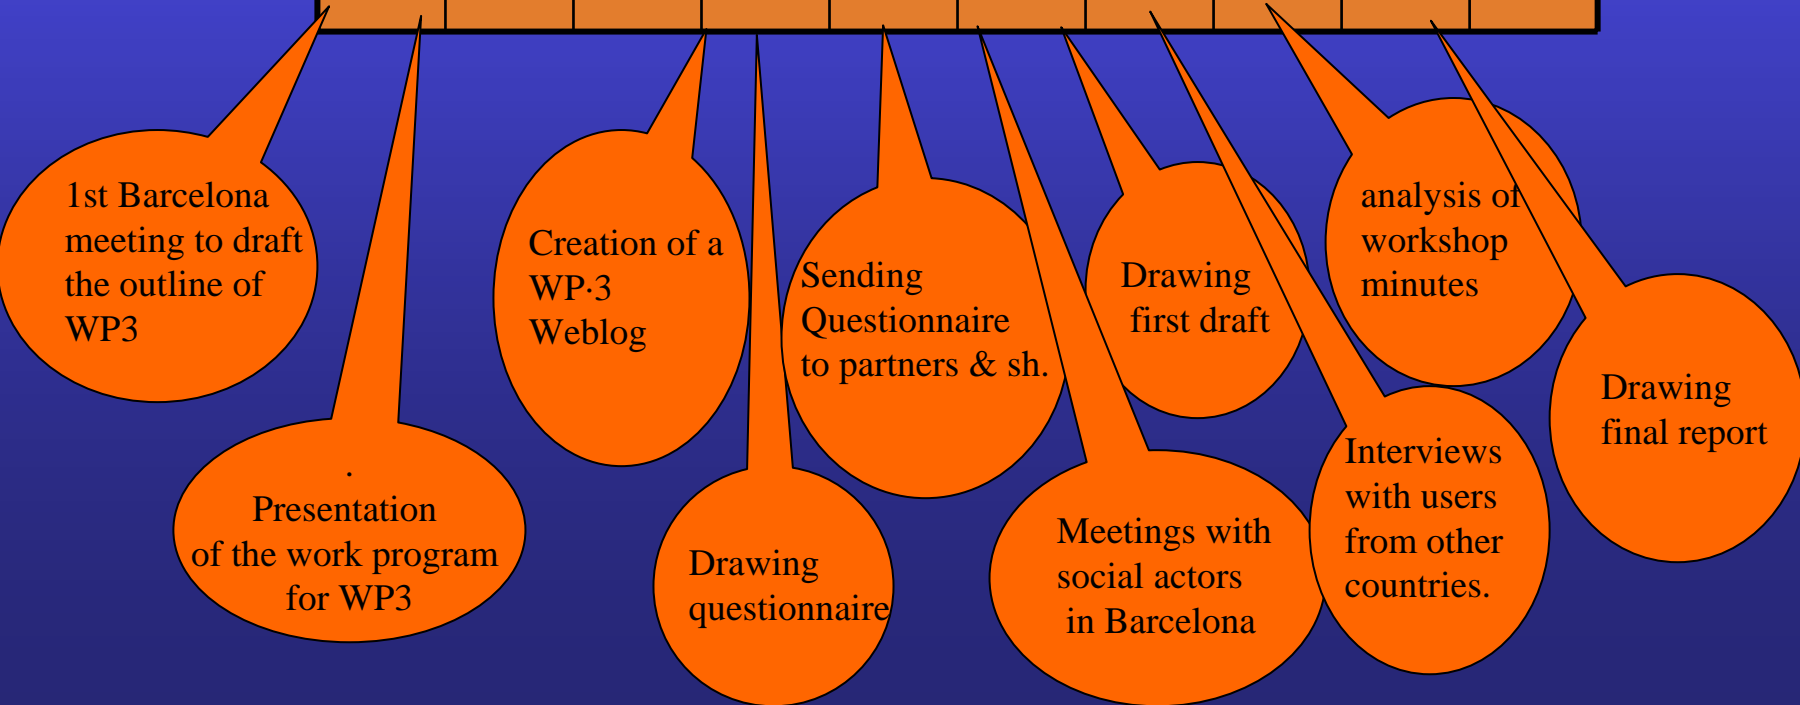 1st Barcelona
meeting to draft
the outline of
WP3
.
Presentation
of the work program
for WP3
Creation of a
WP·3
Weblog
Drawing
questionnaire
Sending
Questionnaire
to partners & sh.
Meetings with
social actors
in Barcelona
Drawing
first draft
Interviews
with users
from other
countries.
analysis of
workshop
minutes
Drawing
final report